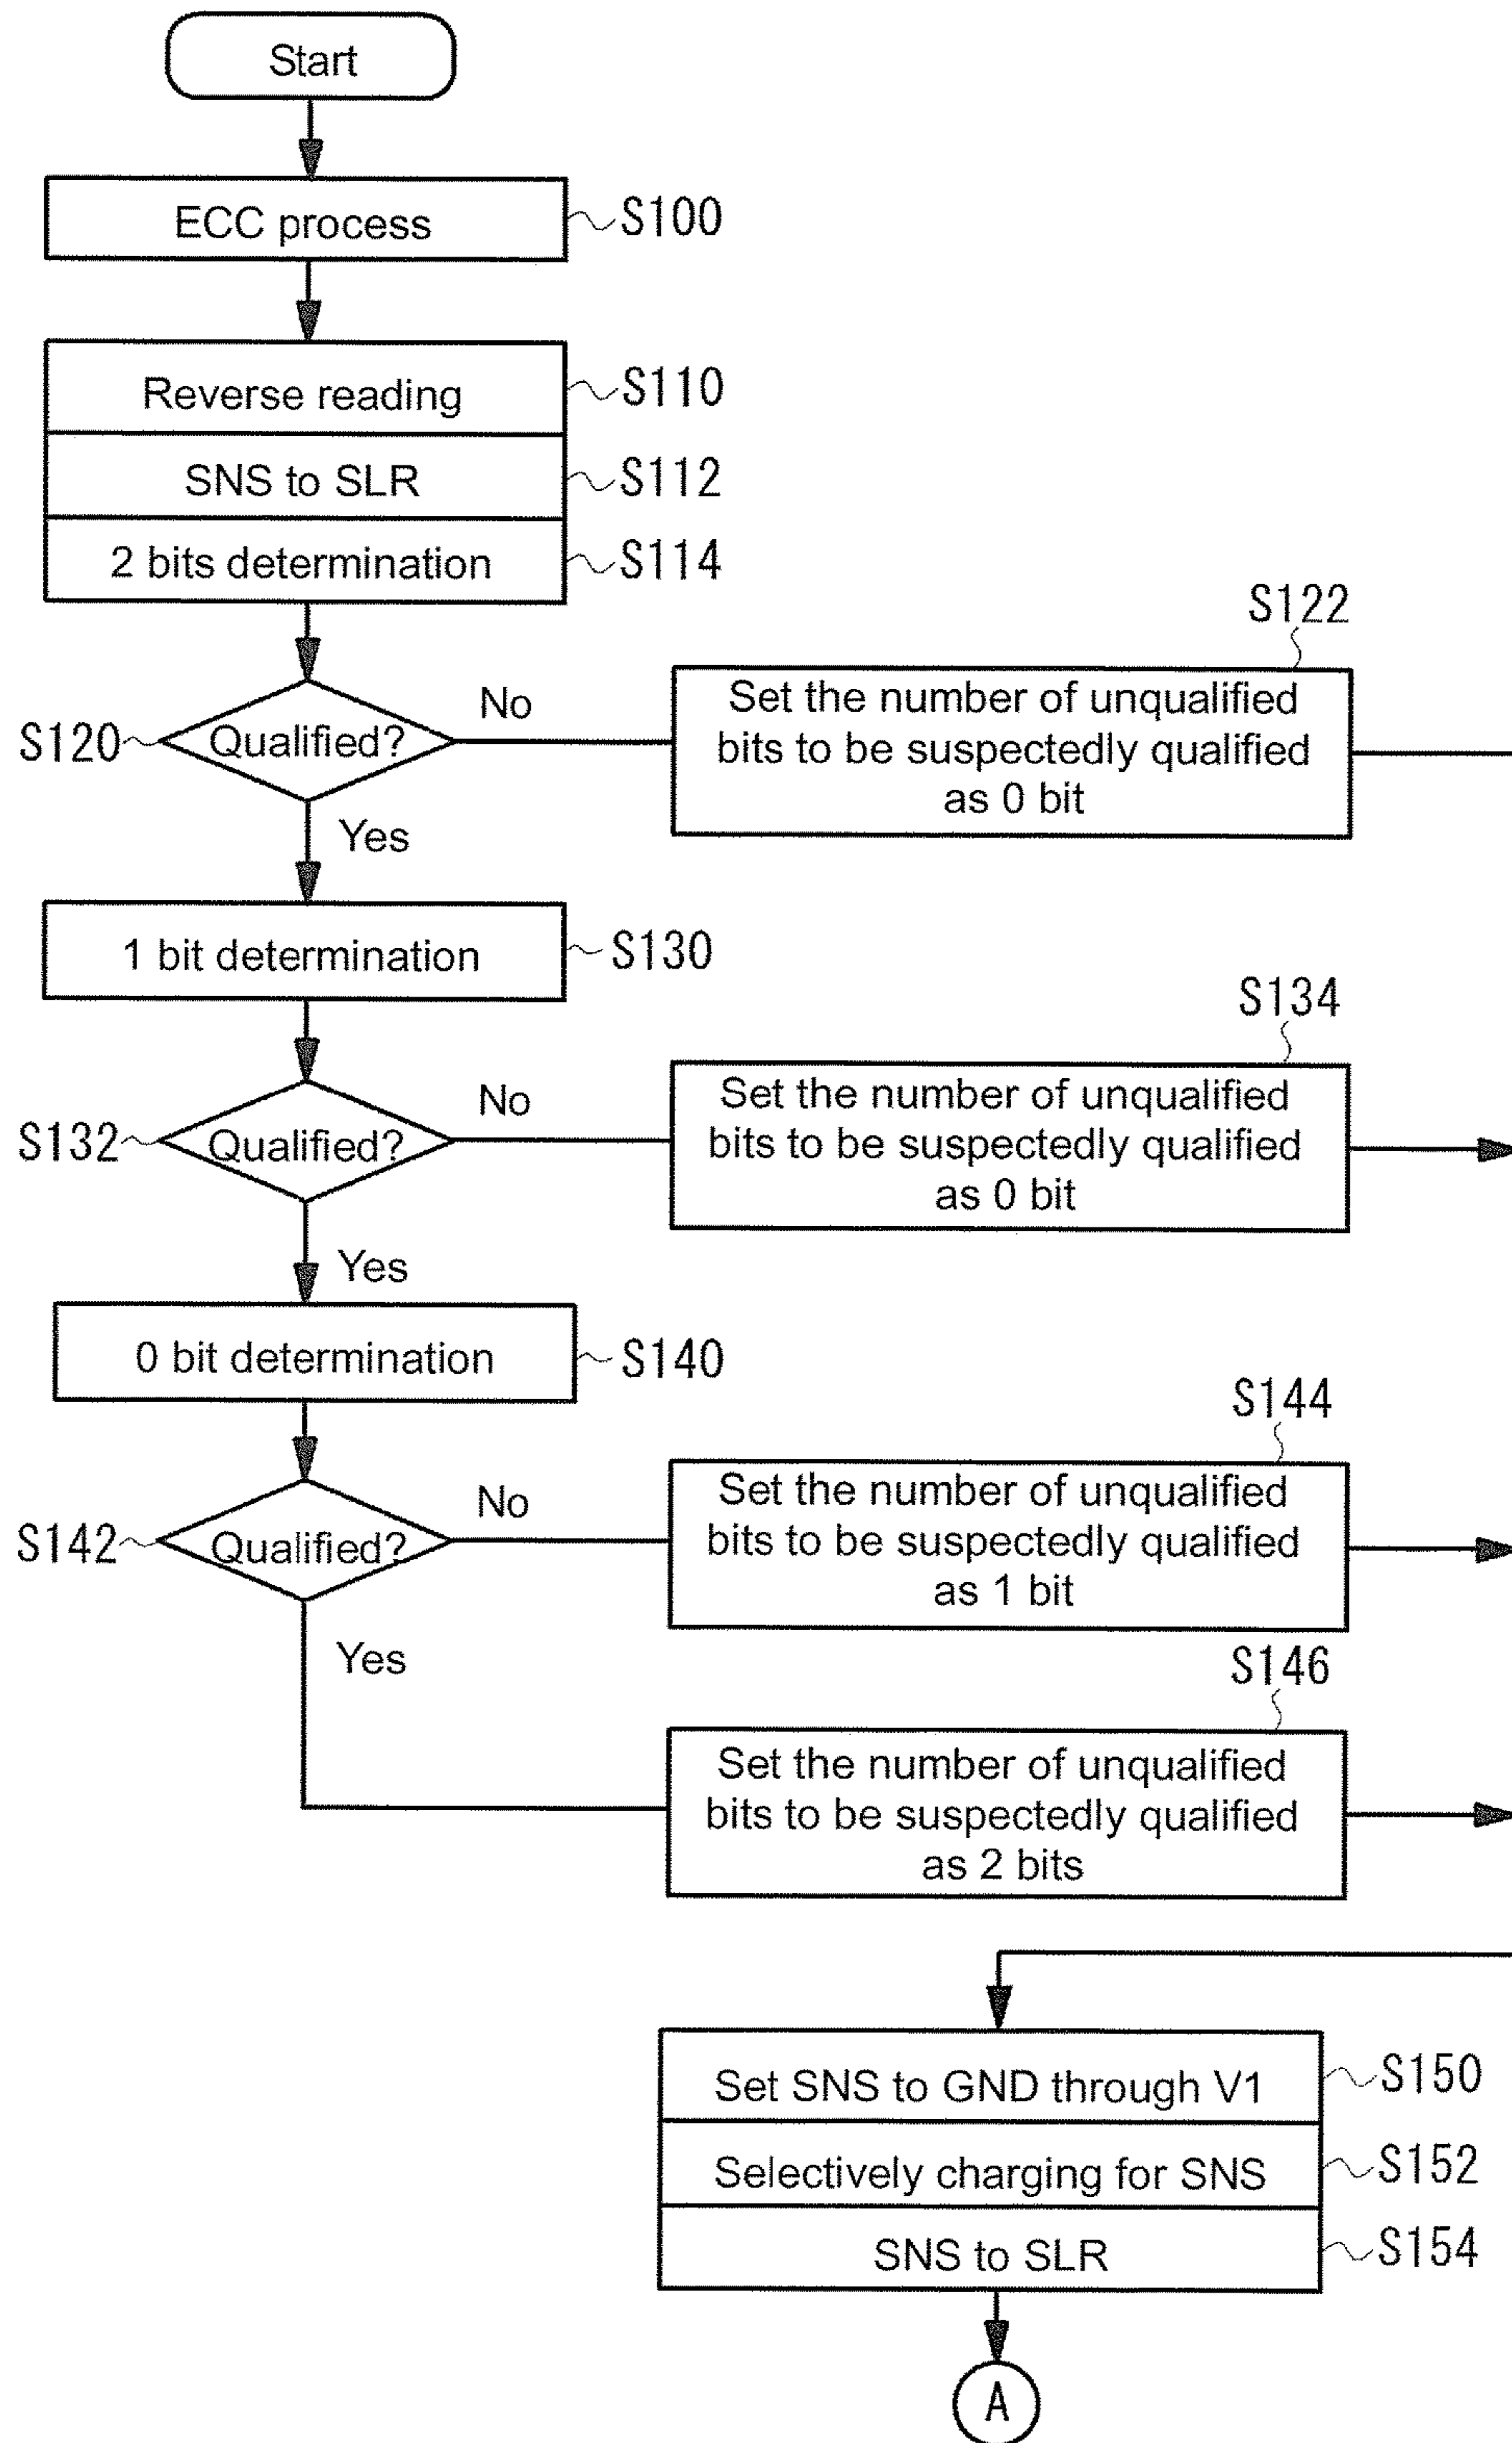 Start
ECC process
S100
Reverse reading
S110
SNS to SLR
S112
2 bits determination
S114
S122
S120
Qualified?
No
Set the number of unqualified
bits to be suspectedly qualified
as 0 bit
Yes
1 bit determination
S130
S134
S132
Qualified?
No
Set the number of unqualified
bits to be suspectedly qualified
as 0 bit
Yes
0 bit determination
S140
S144
S142
Qualified?
No
Set the number of unqualified
bits to be suspectedly qualified
as 1 bit
Yes
S146
Set the number of unqualified
bits to be suspectedly qualified
as 2 bits
Set SNS to GND through V1
S150
Selectively charging for SNS
S152
SNS to SLR
S154
A